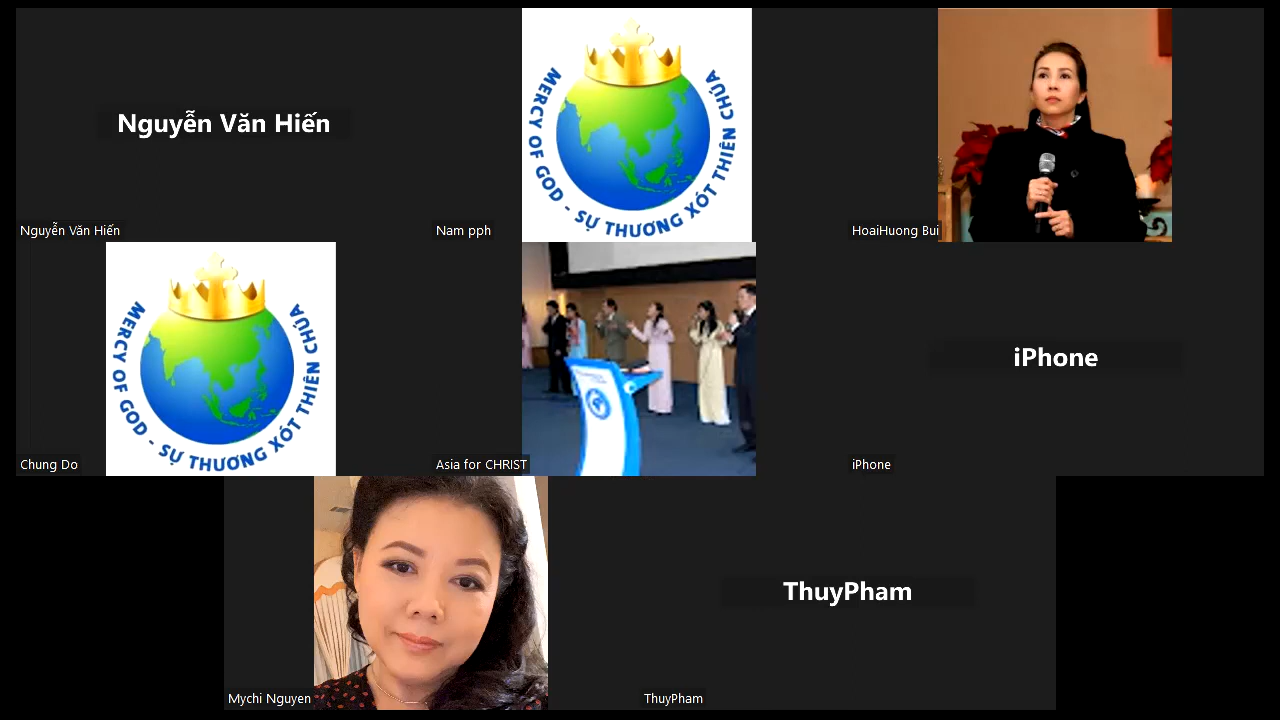 Nguyễn Văn Hiến
Nguyễn Văn Hiến
MERCY OF GOD - SỰ THƯƠNG XÓT THIÊN CHÚA
Nam pph
HoaiHuong Bui
MERCY OF GOD - SỰ THƯƠNG XÓT THIÊN CHÚA
Chung Do
Asia for CHRIST
iPhone
iPhone
Mychi Nguyen
ThuyPham
ThuyPham